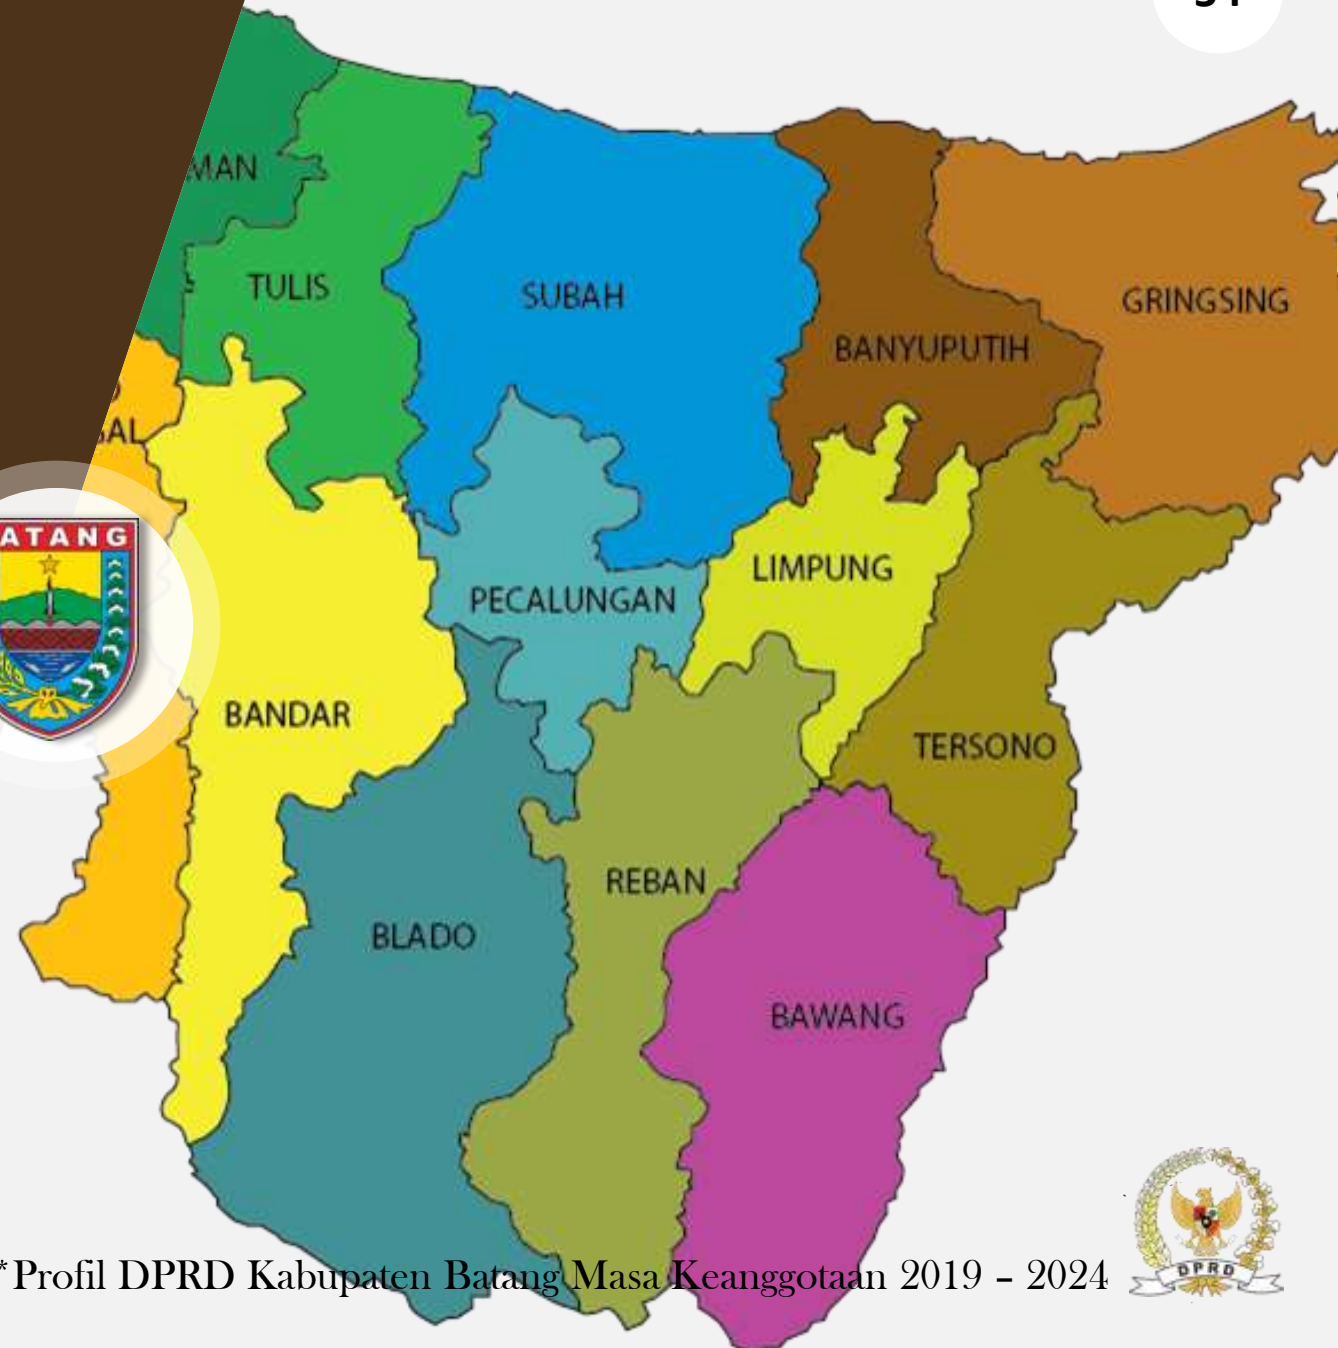 MAN
TULIS
SUBAH
GRINGSING
BANYUPUTIH
GAL
ATANG
LIMPUNG
PECALUNGAN
BANDAR
TERSONO
REBAN
BLADO
BAWANG
*Profil DPRD Kabupaten Batang Masa Keanggotaan 2019 – 2024
DPRD